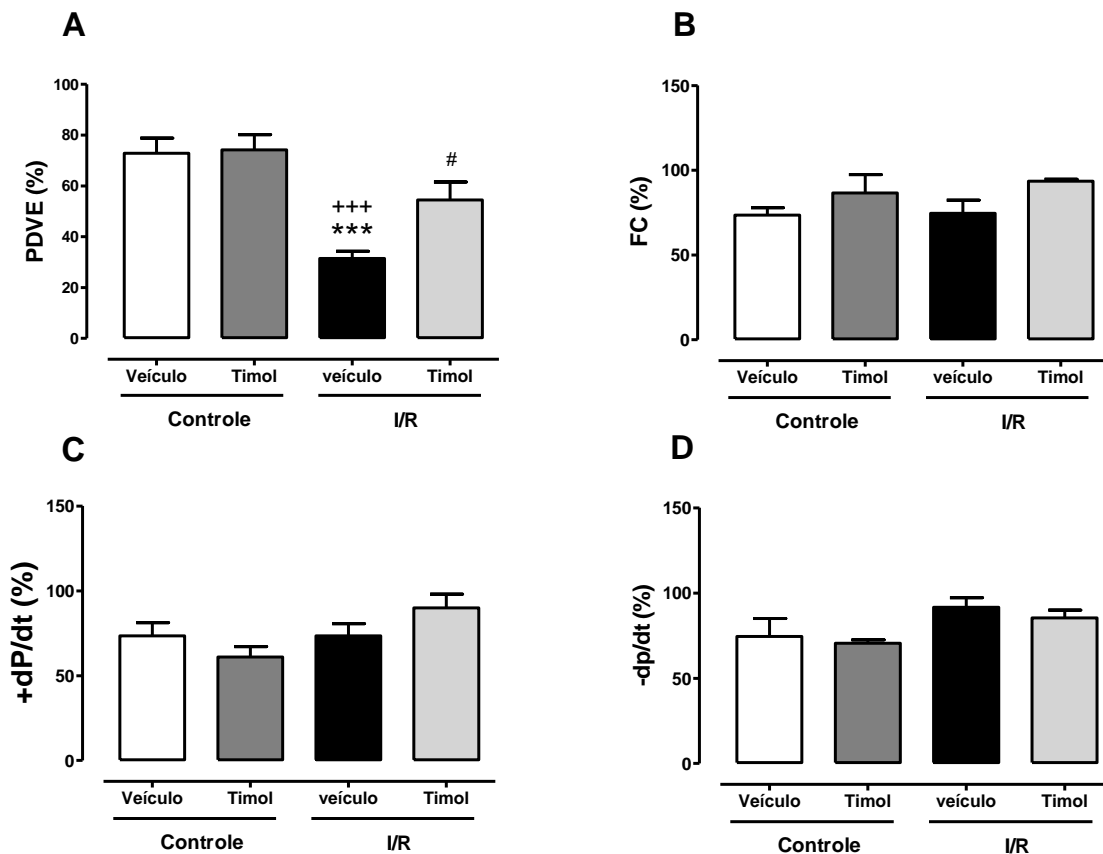 A
PDVE (%)
100
80
60
40
20
0
+++
***
#
Veículo Timol veículo Timol
Controle I/R
B
FC (%)
150
100
50
0
Veículo Timol veículo Timol
Controle I/R
C
+dP/dt (%)
150
100
50
0
Veículo Timol veículo Timol
Controle I/R
D
-dp/dt (%)
150
100
50
0
Veículo Timol veículo Timol
Controle I/R